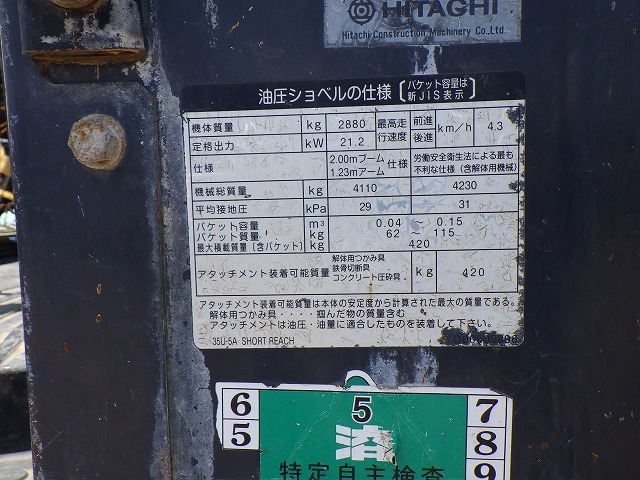 HITACHI
Hitachi Construction Machinery Co.,Ltd.
油圧ショベルの仕様 〔バケット容量は 新JIS表示〕
機体質量 kg 2880 最高走行速度 前進 後進 km/h 4.3
定格出力 kW 21.2
仕様 2.00mブーム 1.23mアーム 仕様 労働安全衛生法による最も不利な仕様(含解体用機械)
機械総質量 kg 4110 4230
平均接地圧 kPa 29 31
バケット容量 m³ 0.04 ~ 0.15
バケット質量 kg 62 ~ 115
最大積載質量(含バケット) kg 420
アタッチメント装着可能質量 解体用つかみ具 鉄骨切断具 コンクリート圧砕具 kg 420
アタッチメント装着可能質量は本体の安定度から計算された最大の質量である。
解体用つかみ具・・・・掴んだ物の質量含む
アタッチメントは油圧・油量に適合したものを装着して下さい。
35U-5A SHORT REACH
6 5 7
5 済 8
特定自主検査 9